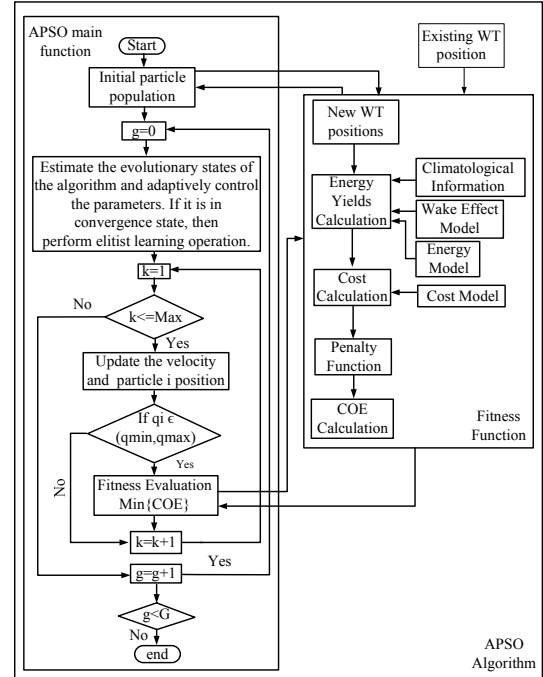 APSO main
function
Start
Initial particle
population
g=0
Estimate the evolutionary states
of the algorithm and adaptively control
the parameters. If it is in
convergence state, then
perform elitist learning operation.
k=1
No
k<=Max
Yes
Update the velocity
and particle i position
If qi ϵ
(qmin,qmax)
Yes
No
Fitness Evaluation
Min{COE}
k=k+1
Yes
g=g+1
g<G
No
end
Existing WT
position
New WT
positions
Climatological
Information
Energy
Yields
Calculation
Wake Effect
Model
Energy
Model
Cost
Calculation
Cost Model
Penalty
Function
COE
Calculation
Fitness
Function
APSO
Algorithm